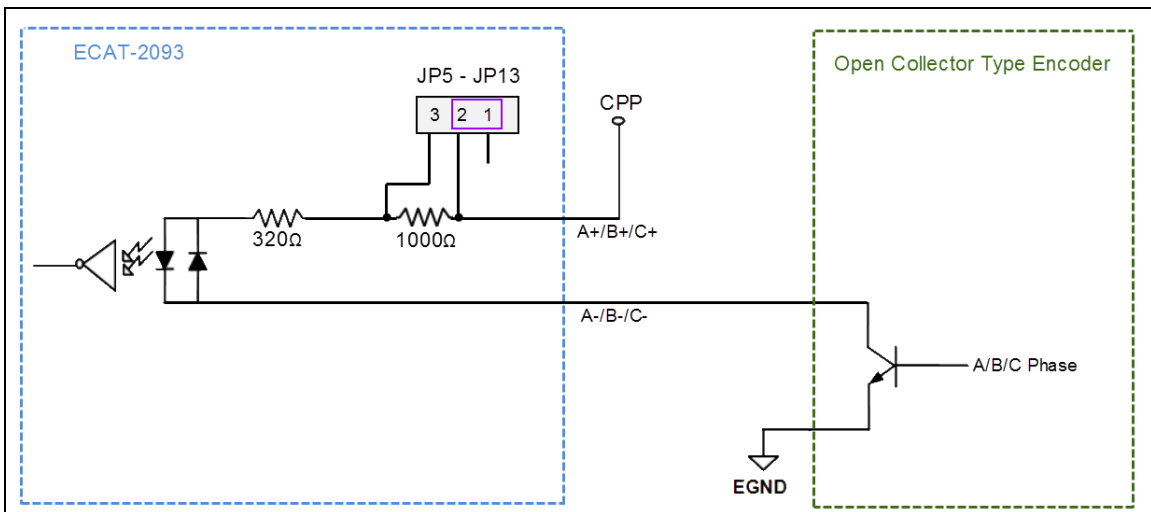 ECAT-2093
Open Collector Type Encoder
JP5 - JP13
3 2 1
CPP
320Ω
1000Ω
A+/B+/C+
A-/B-/C-
A/B/C Phase
EGND